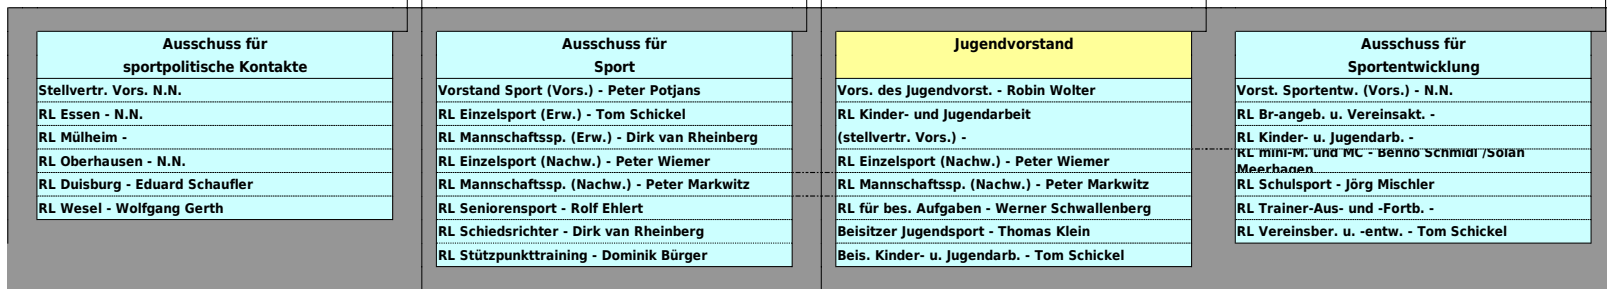 Ausschuss für
sportpolitische Kontakte
Stellvertr. Vors. N.N.
RL Essen - N.N.
RL Mülheim -
RL Oberhausen - N.N.
RL Duisburg - Eduard Schaufler
RL Wesel - Wolfgang Gerth
Ausschuss für
Sport
Vorstand Sport (Vors.) - Peter Potjans
RL Einzelsport (Erw.) - Tom Schickel
RL Mannschaftssp. (Erw.) - Dirk van Rheinberg
RL Einzelsport (Nachw.) - Peter Wiemer
RL Mannschaftssp. (Nachw.) - Peter Markwitz
RL Seniorensport - Rolf Ehlert
RL Schiedsrichter - Dirk van Rheinberg
RL Stützpunkttraining - Dominik Bürger
Jugendvorstand
Vors. des Jugendvorst. - Robin Wolter
RL Kinder- und Jugendarbeit
(stellvertr. Vors.) -
RL Einzelsport (Nachw.) - Peter Wiemer
RL Mannschaftssp. (Nachw.) - Peter Markwitz
RL für bes. Aufgaben - Werner Schwallenberg
Beisitzer Jugendsport - Thomas Klein
Beis. Kinder- u. Jugendarb. - Tom Schickel
Ausschuss für
Sportentwicklung
Vorst. Sportentw. (Vors.) - N.N.
RL Br-angeb. u. Vereinsakt. -
RL Kinder- u. Jugendarb. -
RL mini-M. und MC - Benno
Meerhagen
RL Schulsport - Jörg Mischler
RL Trainer-Aus- und -Fortb. -
RL Vereinsber. u. -entw. - Tom Schickel